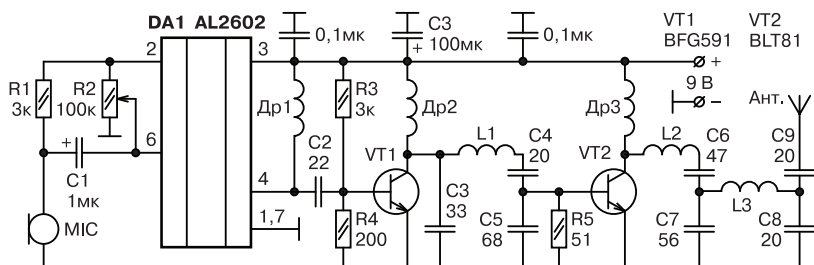 DA1 AL2602
2
3
6
4
1,7
R1
3к
R2
100к
+
C1
1мк
MIC
0,1мк
C3
+
100мк
0,1мк
Др1
R3
3к
Др2
Др3
C2
22
VT1
R4
200
L1
C4
20
C3
33
C5
68
R5
51
VT2
L2
C6
47
C7
56
L3
C9
20
C8
20
VT1
BFG591
VT2
BLT81
+
9 В
–
Ант.